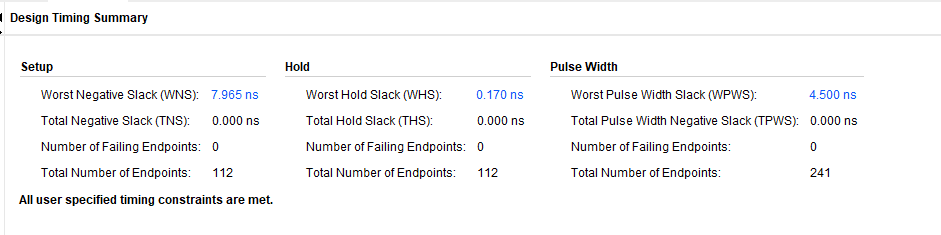 Design Timing Summary
Setup Hold Pulse Width
Worst Negative Slack (WNS): 7.965 ns Worst Hold Slack (WHS): 0.170 ns Worst Pulse Width Slack (WPWS): 4.500 ns
Total Negative Slack (TNS): 0.000 ns Total Hold Slack (THS): 0.000 ns Total Pulse Width Negative Slack (TPWS): 0.000 ns
Number of Failing Endpoints: 0 Number of Failing Endpoints: 0 Number of Failing Endpoints: 0
Total Number of Endpoints: 112 Total Number of Endpoints: 112 Total Number of Endpoints: 241
All user specified timing constraints are met.